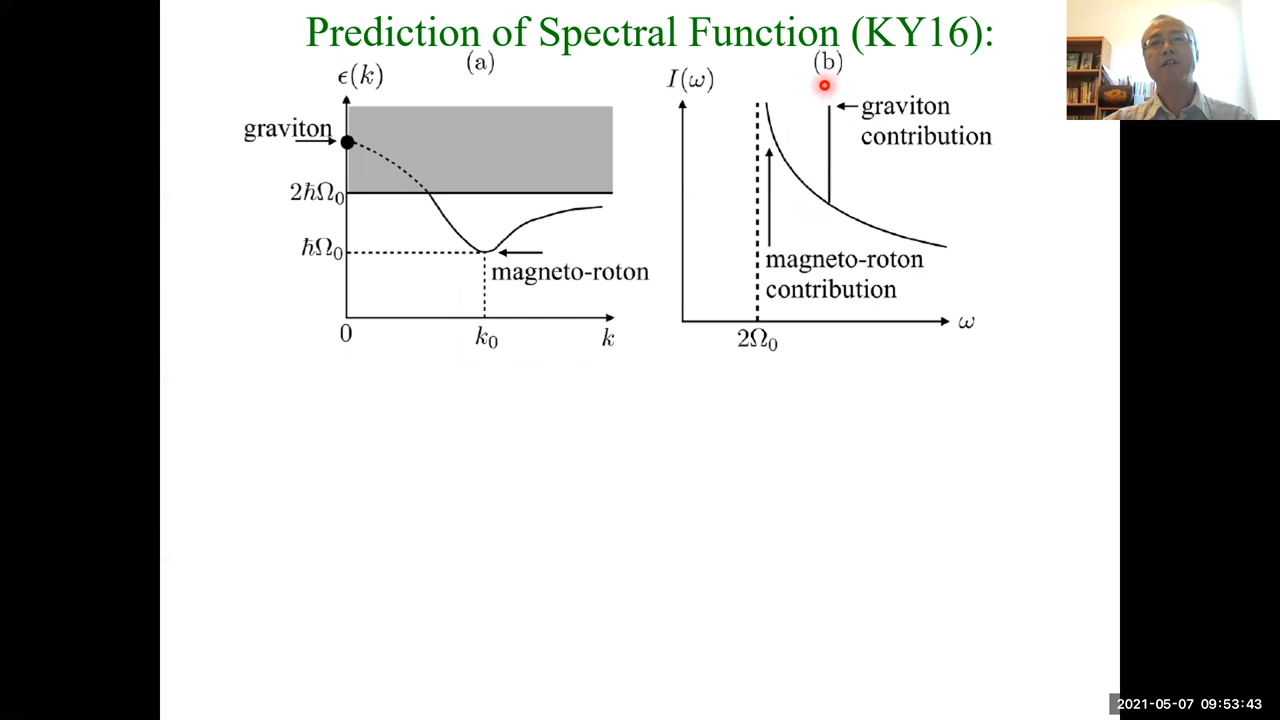 Prediction of Spectral Function (KY16):
(a)
ϵ(k)
graviton
2ℏΩ₀
ℏΩ₀
magneto-roton
0
k₀
k
(b)
I(ω)
graviton
contribution
magneto-roton
contribution
ω
2Ω₀
2021-05-07 09:53:43